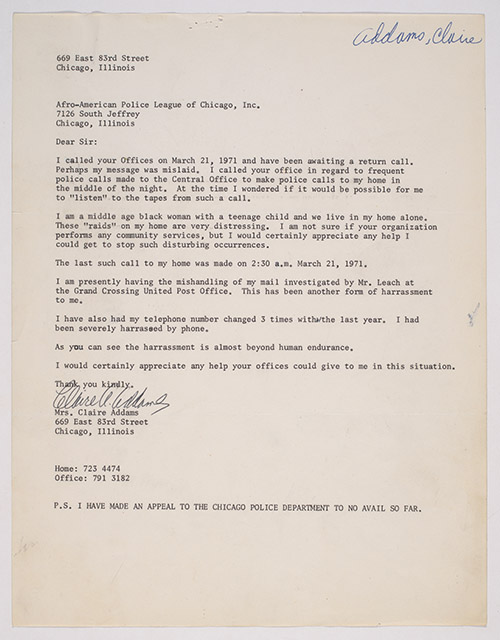 Addams, Claire
669 East 83rd Street
Chicago, Illinois
Afro-American Police League of Chicago, Inc.
7126 South Jeffrey
Chicago, Illinois
Dear Sir:
I called your Offices on March 21, 1971 and have been awaiting a return call.
Perhaps my message was mislaid. I called your office in regard to frequent
police calls made to the Central Office to make police calls to my home in
the middle of the night. At the time I wondered if it would be possible for me
to "listen" to the tapes from such a call.
I am a middle age black woman with a teenage child and we live in my home alone.
These "raids" on my home are very distressing. I am not sure if your organization
performs any community services, but I would certainly appreciate any help I
could get to stop such disturbing occurrences.
The last such call to my home was made on 2:30 a.m. March 21, 1971.
I am presently having the mishandling of my mail investigated by Mr. Leach at
the Grand Crossing United Post Office. This has been another form of harrassment
to me.
I have also had my telephone number changed 3 times with/the last year. I had
been severely harrassed by phone.
As you can see the harrassment is almost beyond human endurance.
I would certainly appreciate any help your offices could give to me in this situation.
Thank you kindly.
Claire A. Addams
Mrs. Claire Addams
669 East 83rd Street
Chicago, Illinois
Home: 723 4474
Office: 791 3182
P.S. I HAVE MADE AN APPEAL TO THE CHICAGO POLICE DEPARTMENT TO NO AVAIL SO FAR.